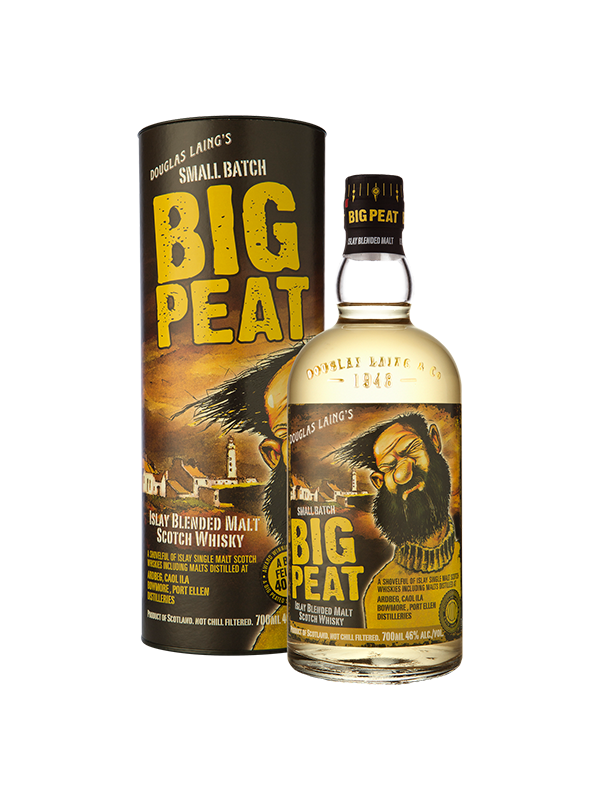 DOUGLAS LAING'S
SMALL BATCH
BIG
PEAT
ISLAY BLENDED MALT
SCOTCH WHISKY
A SHOVELFUL OF ISLAY SINGLE MALT SCOTCH
WHISKIES INCLUDING MALTS DISTILLED AT
ARDBEG, CAOL ILA
BOWMORE, PORT ELLEN
DISTILLERIES
PRODUCT OF SCOTLAND. NOT CHILL FILTERED. 700ML
BIG PEAT
ISLAY BLENDED MALT
DOUGLAS LAING & CO
1948
DOUGLAS LAING'S
SMALL BATCH
BIG
PEAT
ISLAY BLENDED MALT
SCOTCH WHISKY
A SHOVELFUL OF ISLAY SINGLE MALT SCOTCH
WHISKIES INCLUDING MALTS DISTILLED AT
ARDBEG, CAOL ILA
BOWMORE, PORT ELLEN
DISTILLERIES
PRODUCT OF SCOTLAND. NOT CHILL FILTERED. 700ML 46% ALC./VOL.